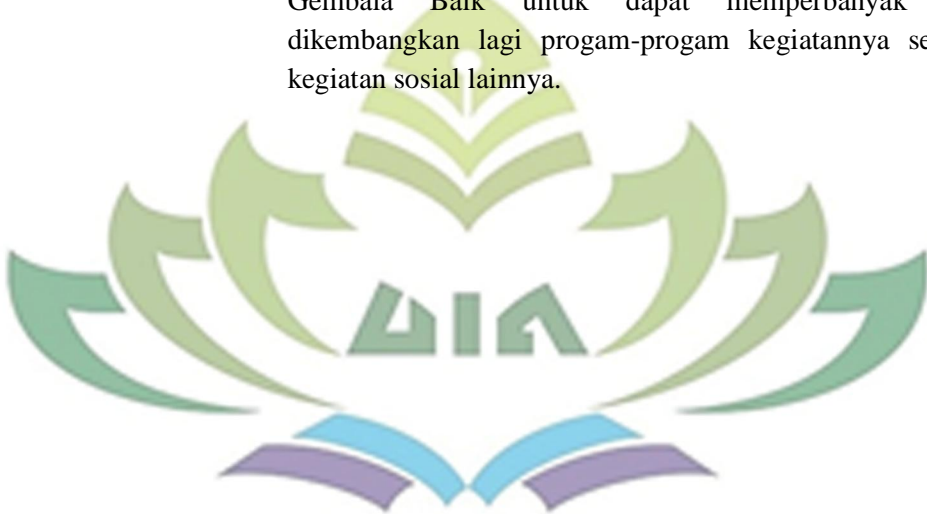 Gembala Baik untuk dapat memperbanyak
dikembangkan lagi progam-progam kegiatannya se
kegiatan sosial lainnya.
UIN